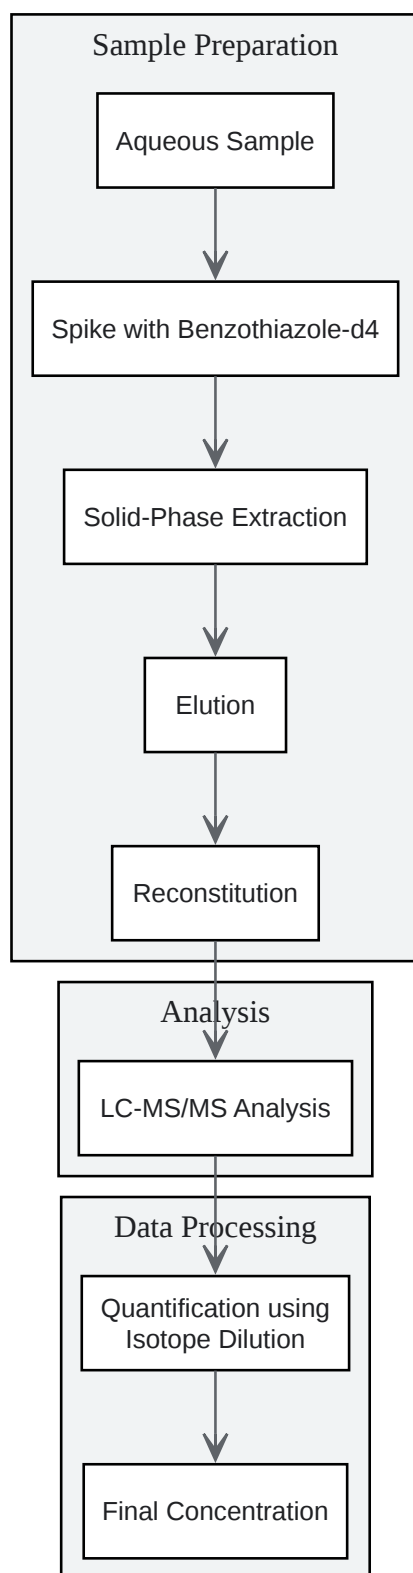 Sample Preparation
Aqueous Sample
Spike with Benzothiazole-d4
Solid-Phase Extraction
Elution
Reconstitution
Analysis
LC-MS/MS Analysis
Data Processing
Quantification using
Isotope Dilution
Final Concentration